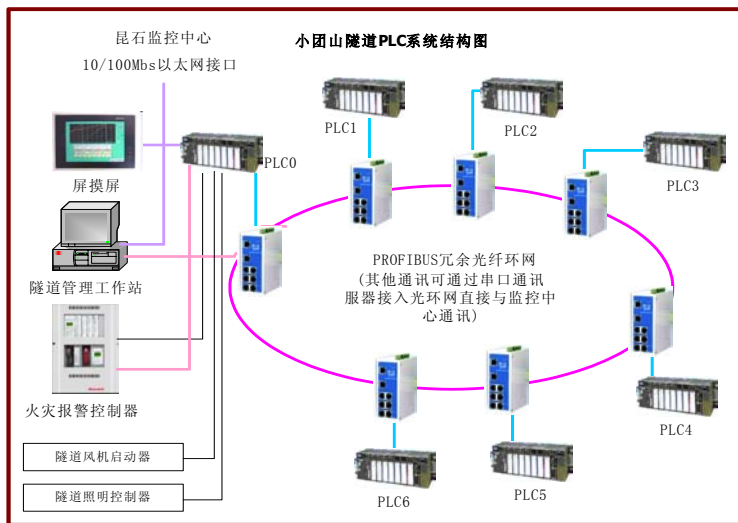 昆石监控中心
小团山隧道PLC系统结构图
10/100Mbs以太网接口
PLC1
PLC2
PLC0
PLC3
屏摸屏
PROFIBUS冗余光纤环网
(其他通讯可通过串口通讯
服器接入光环网直接与监控中
心通讯)
隧道管理工作站
火灾报警控制器
PLC4
隧道风机启动器
隧道照明控制器
PLC6
PLC5